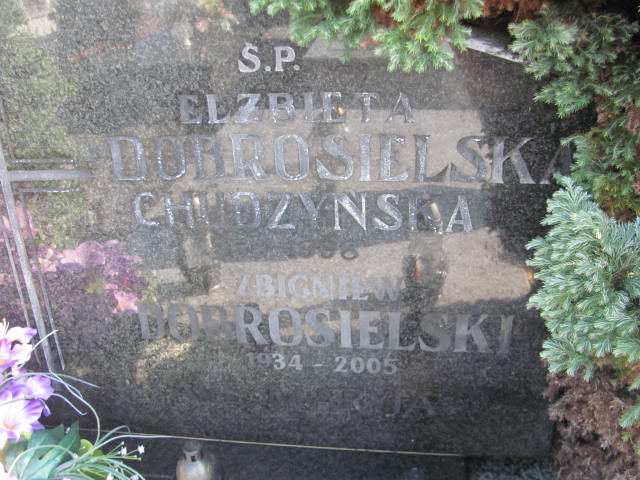 Ś.P.
ELŻBIETA
DOBROSIELSKA
CHUDZYŃSKA
ZBIGNIEW
DOBROSIELSKI
1934 - 2005